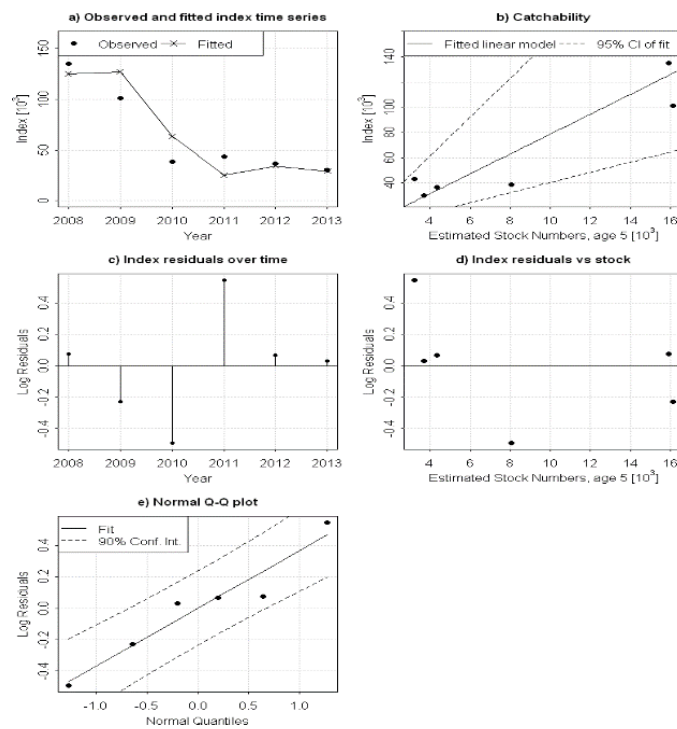 a) Observed and fitted index time series
Observed
Fitted
Index [10³]
0
50
100
150
2008
2009
2010
2011
2012
2013
Year
b) Catchability
Fitted linear model
95% CI of fit
Index [10³]
40
60
80
100
140
4
6
8
10
12
14
16
Estimated Stock Numbers, age 5 [10³]
c) Index residuals over time
Log Residuals
-0.4
-0.2
0.0
0.2
0.4
2008
2009
2010
2011
2012
2013
Year
d) Index residuals vs stock
Log Residuals
-0.4
-0.2
0.0
0.2
0.4
4
6
8
10
12
14
16
Estimated Stock Numbers, age 5 [10³]
e) Normal Q-Q plot
Fit
90% Conf. Int.
Log Residuals
-0.4
-0.2
0.0
0.2
0.4
-1.0
-0.5
0.0
0.5
1.0
Normal Quantiles